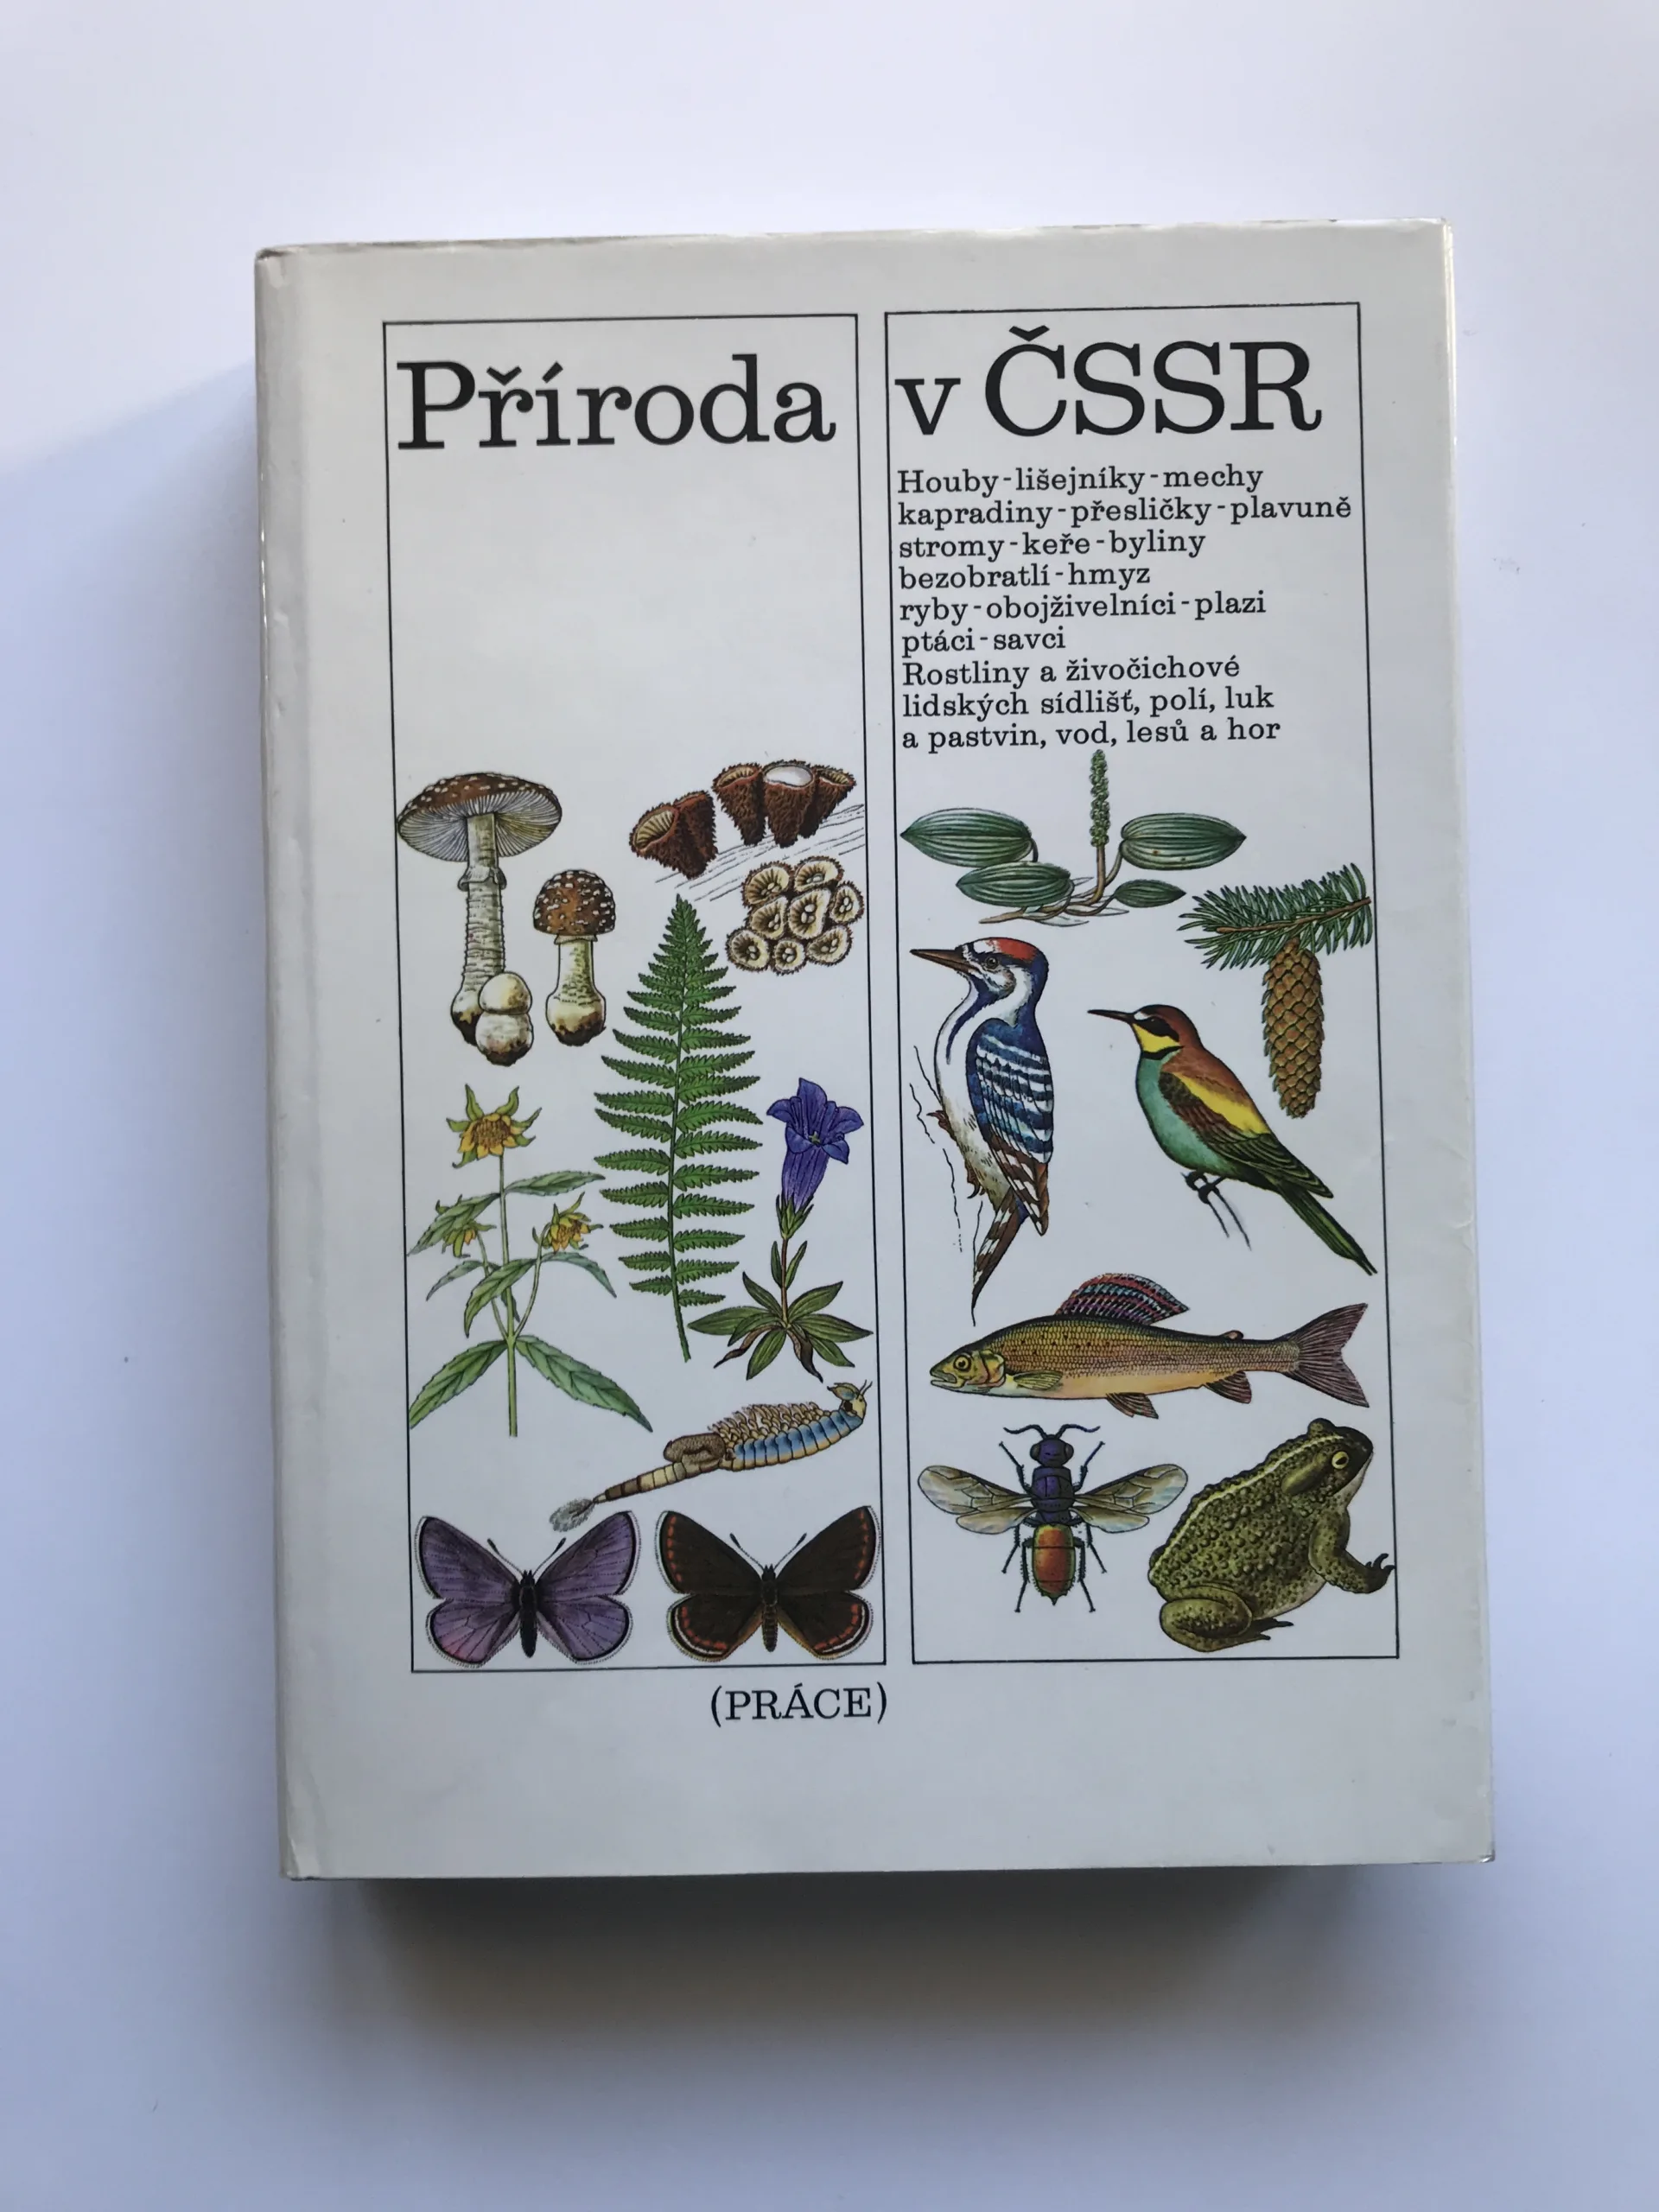 Příroda
v ČSSR
Houby-lišejníky-mechy
kapradiny-přesličky-plavuně
stromy-keře-byliny
bezobratlí-hmyz
ryby-obojživelníci-plazi
ptáci-savci
Rostliny a živočichové
lidských sídlišť, polí, luk
a pastvin, vod, lesů a hor
(PRÁCE)